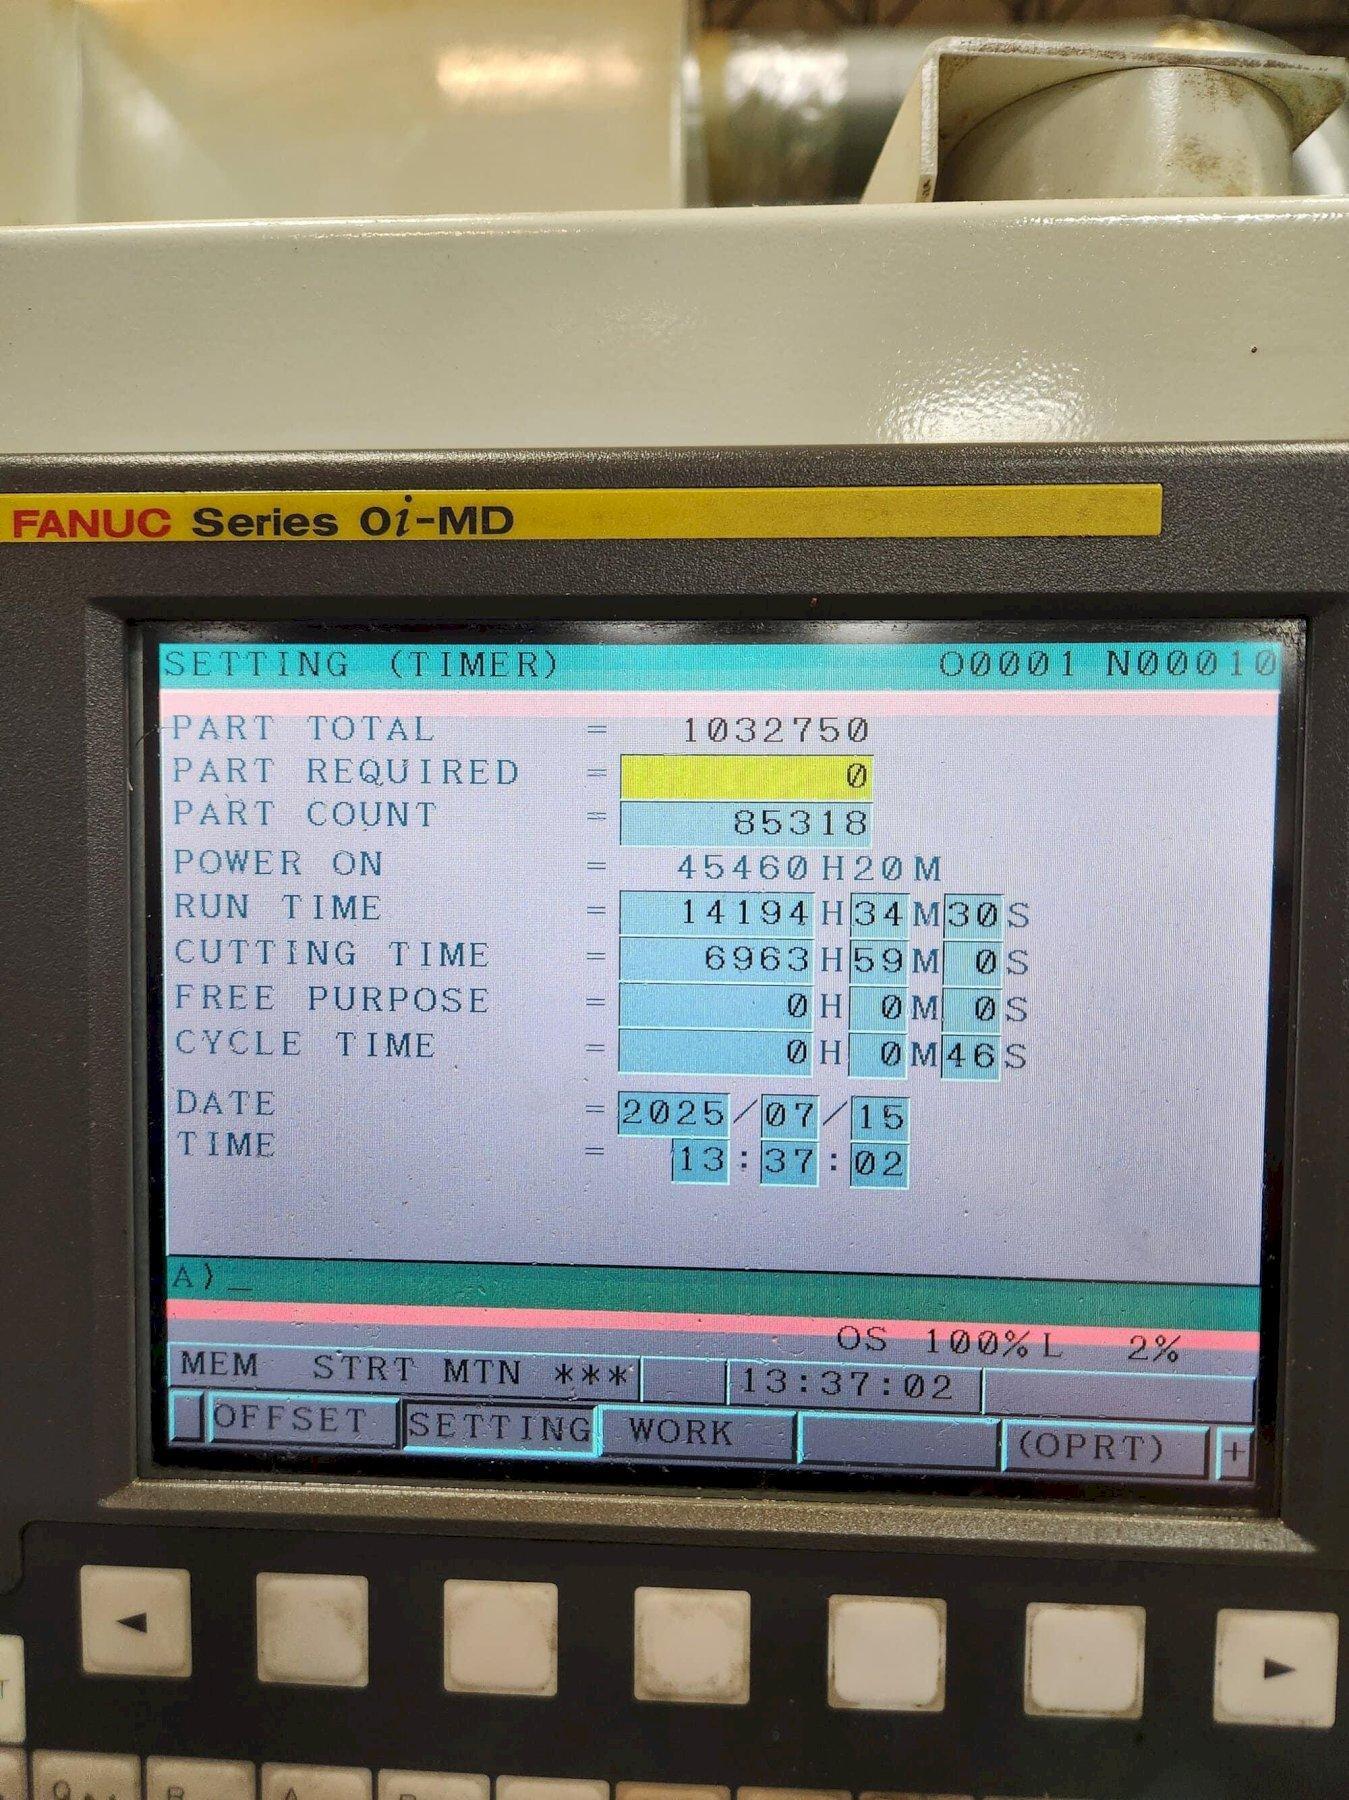 FANUC Series 0i-MD
SETTING (TIMER) O0001 N00010
PART TOTAL = 1032750
PART REQUIRED = 0
PART COUNT = 85318
POWER ON = 45460H20M
RUN TIME = 14194H34M30S
CUTTING TIME = 6963H59M 0S
FREE PURPOSE = 0H 0M 0S
CYCLE TIME = 0H 0M46S
DATE = 2025/07/15
TIME = 13:37:02
A)_
OS 100% L 2%
MEM STRT MTN *** 13:37:02
OFFSET SETTING WORK (OPRT) +